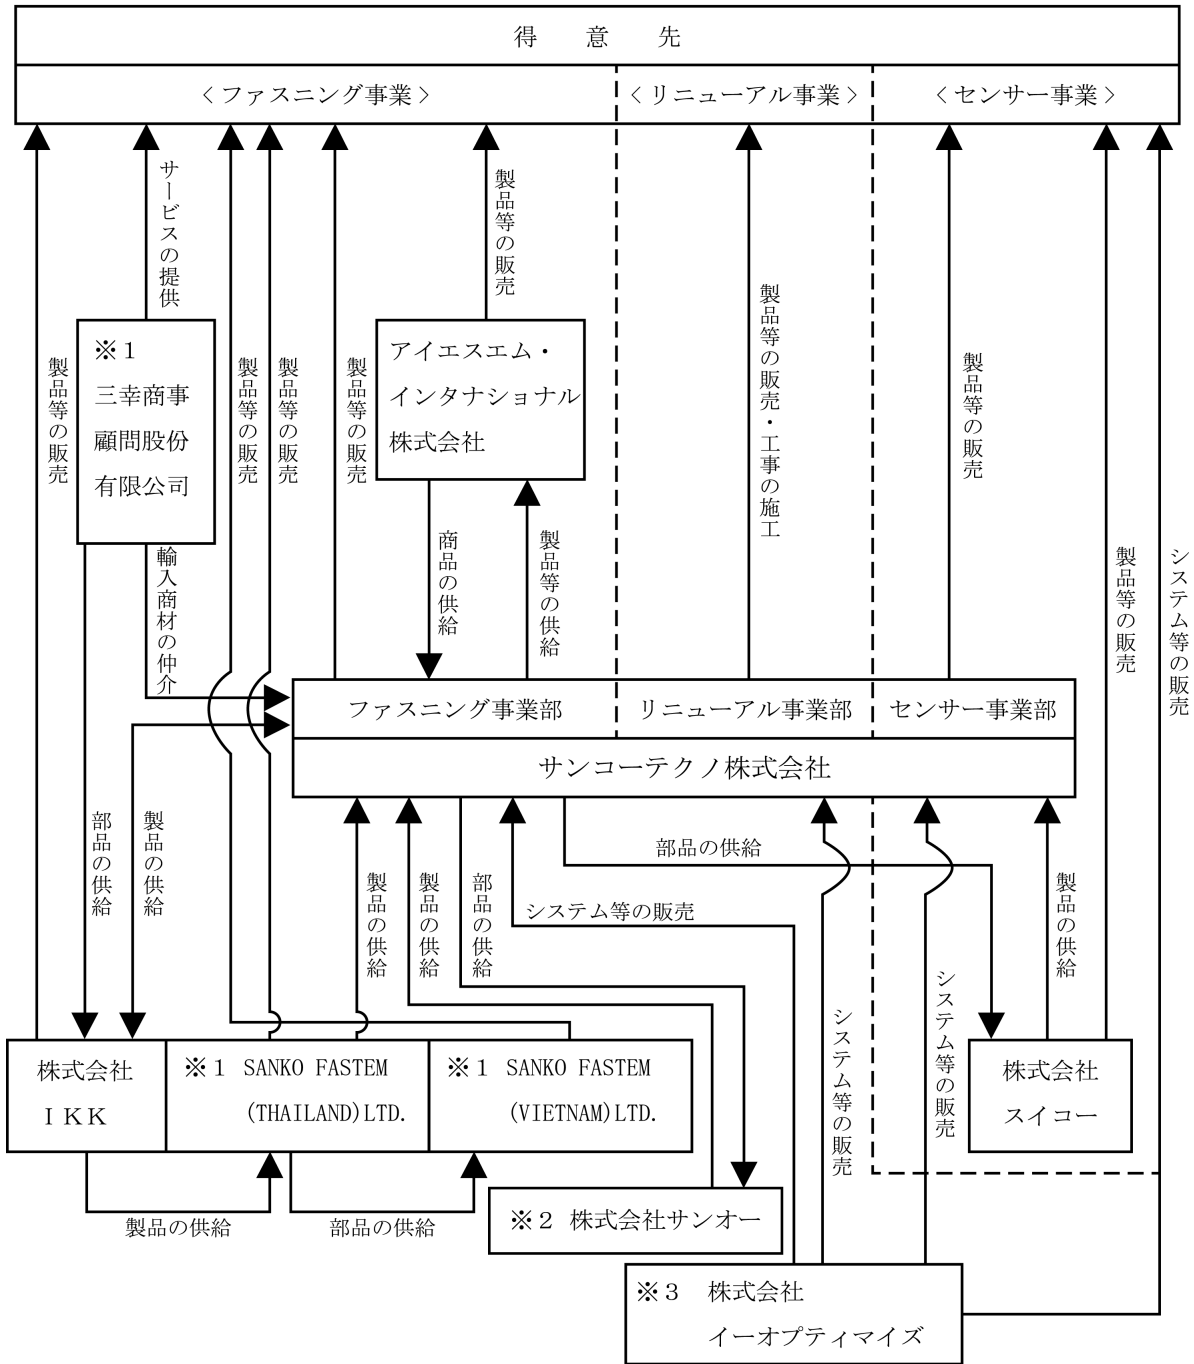 得　意　先
＜ファスニング事業＞
＜リニューアル事業＞
＜センサー事業＞
サービスの提供
製品等の販売
※１
三幸商事
顧問股份
有限公司
アイエスエム・
インタナショナル
株式会社
製品等の販売
製品等の販売
製品等の販売
製品等の販売
製品等の販売・工事の施工
製品等の販売
輸入商材の仲介
商品の供給
製品等の供給
製品等の販売
システム等の販売
ファスニング事業部
リニューアル事業部
センサー事業部
サンコーテクノ株式会社
部品の供給
製品の供給
製品の供給
製品の供給
部品の供給
部品の供給
システム等の販売
製品の供給
システム等の販売
システム等の販売
株式会社
ＩＫＫ
※１ SANKO FASTEM
(THAILAND)LTD.
※１ SANKO FASTEM
(VIETNAM)LTD.
株式会社
スイコー
製品の供給
部品の供給
※２ 株式会社サンオー
※３ 株式会社
イーオプティマイズ